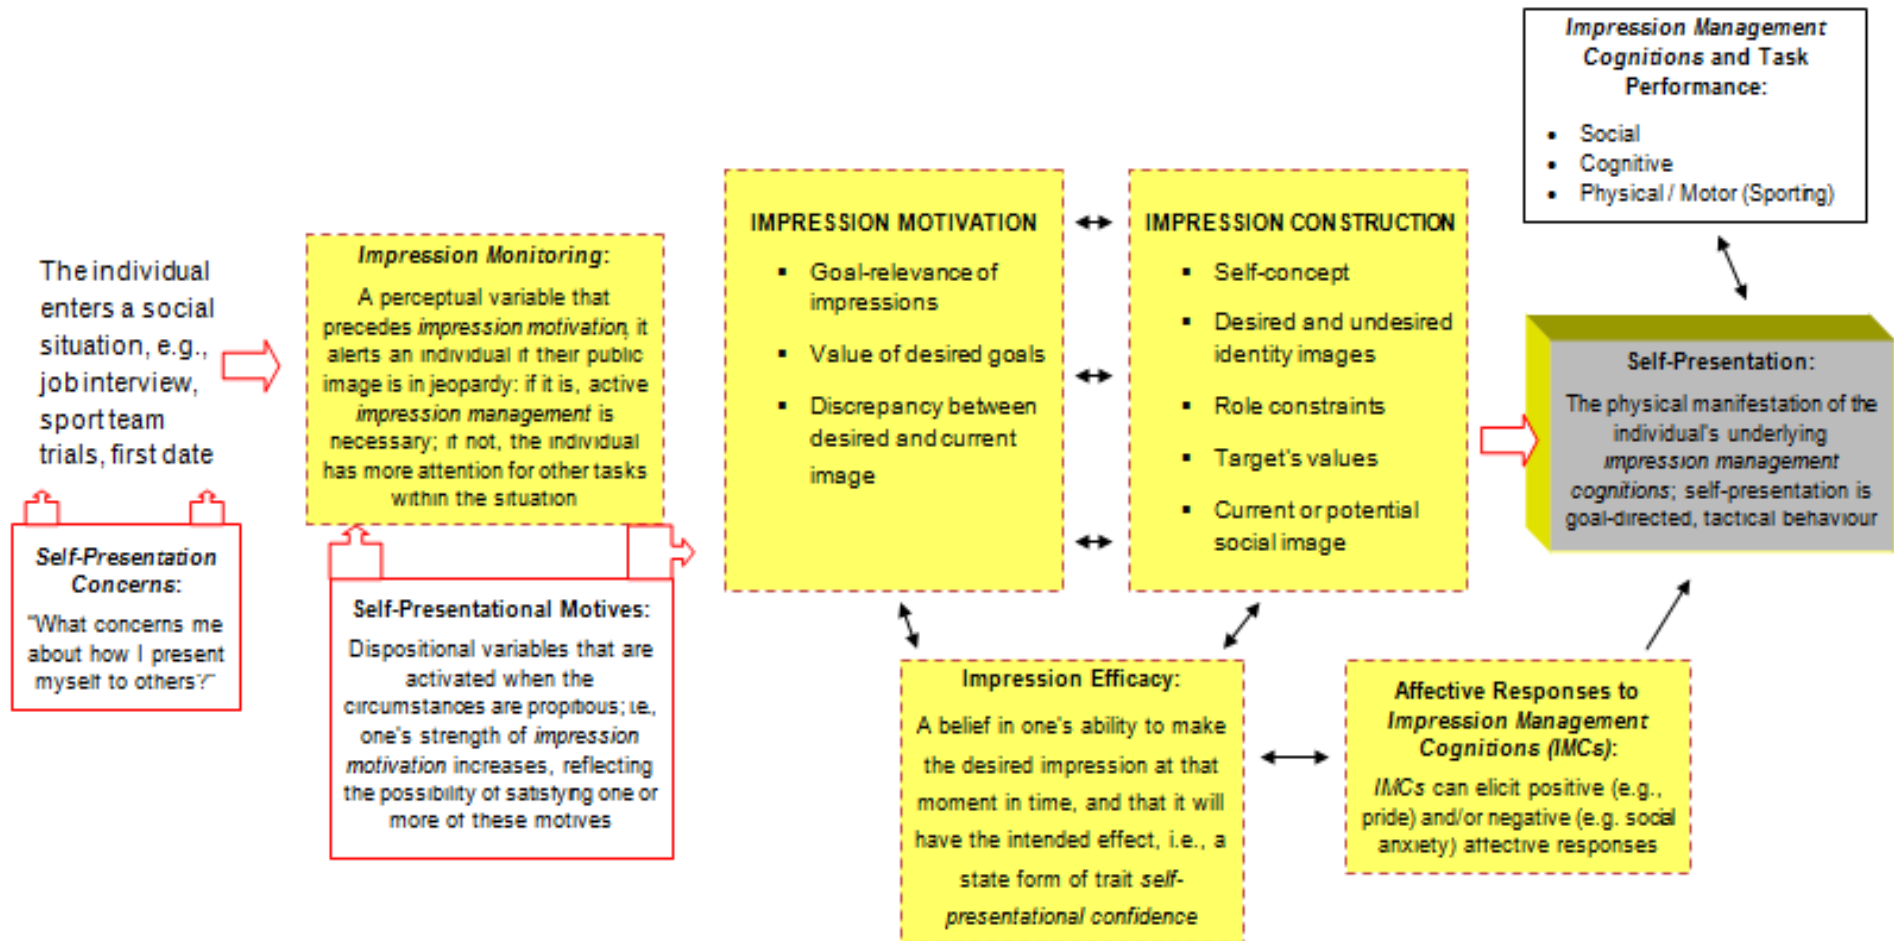 The individual
enters a social
situation, e.g.,
job interview,
sport team
trials, first date
Self-Presentation
Concerns:
"What concerns me
about how I present
myself to others?"
Impression Monitoring:
A perceptual variable that
precedes impression motivation, it
alerts an individual if their public
image is in jeopardy: if it is, active
impression management is
necessary; if not, the individual
has more attention for other tasks
within the situation
Self-Presentational Motives:
Dispositional variables that are
activated when the
circumstances are propitious; i.e.,
one's strength of impression
motivation increases, reflecting
the possibility of satisfying one or
more of these motives
IMPRESSION MOTIVATION
▪ Goal-relevance of
impressions
▪ Value of desired goals
▪ Discrepancy between
desired and current
image
IMPRESSION CONSTRUCTION
▪ Self-concept
▪ Desired and undesired
identity images
▪ Role constraints
▪ Target's values
▪ Current or potential
social image
Impression Efficacy:
A belief in one's ability to make
the desired impression at that
moment in time, and that it will
have the intended effect, i.e., a
state form of trait self-
presentational confidence
Affective Responses to
Impression Management
Cognitions (IMCs):
IMCs can elicit positive (e.g.,
pride) and/or negative (e.g. social
anxiety) affective responses
Impression Management
Cognitions and Task
Performance:
• Social
• Cognitive
• Physical / Motor (Sporting)
Self-Presentation:
The physical manifestation of the
individual's underlying
impression management
cognitions; self-presentation is
goal-directed, tactical behaviour